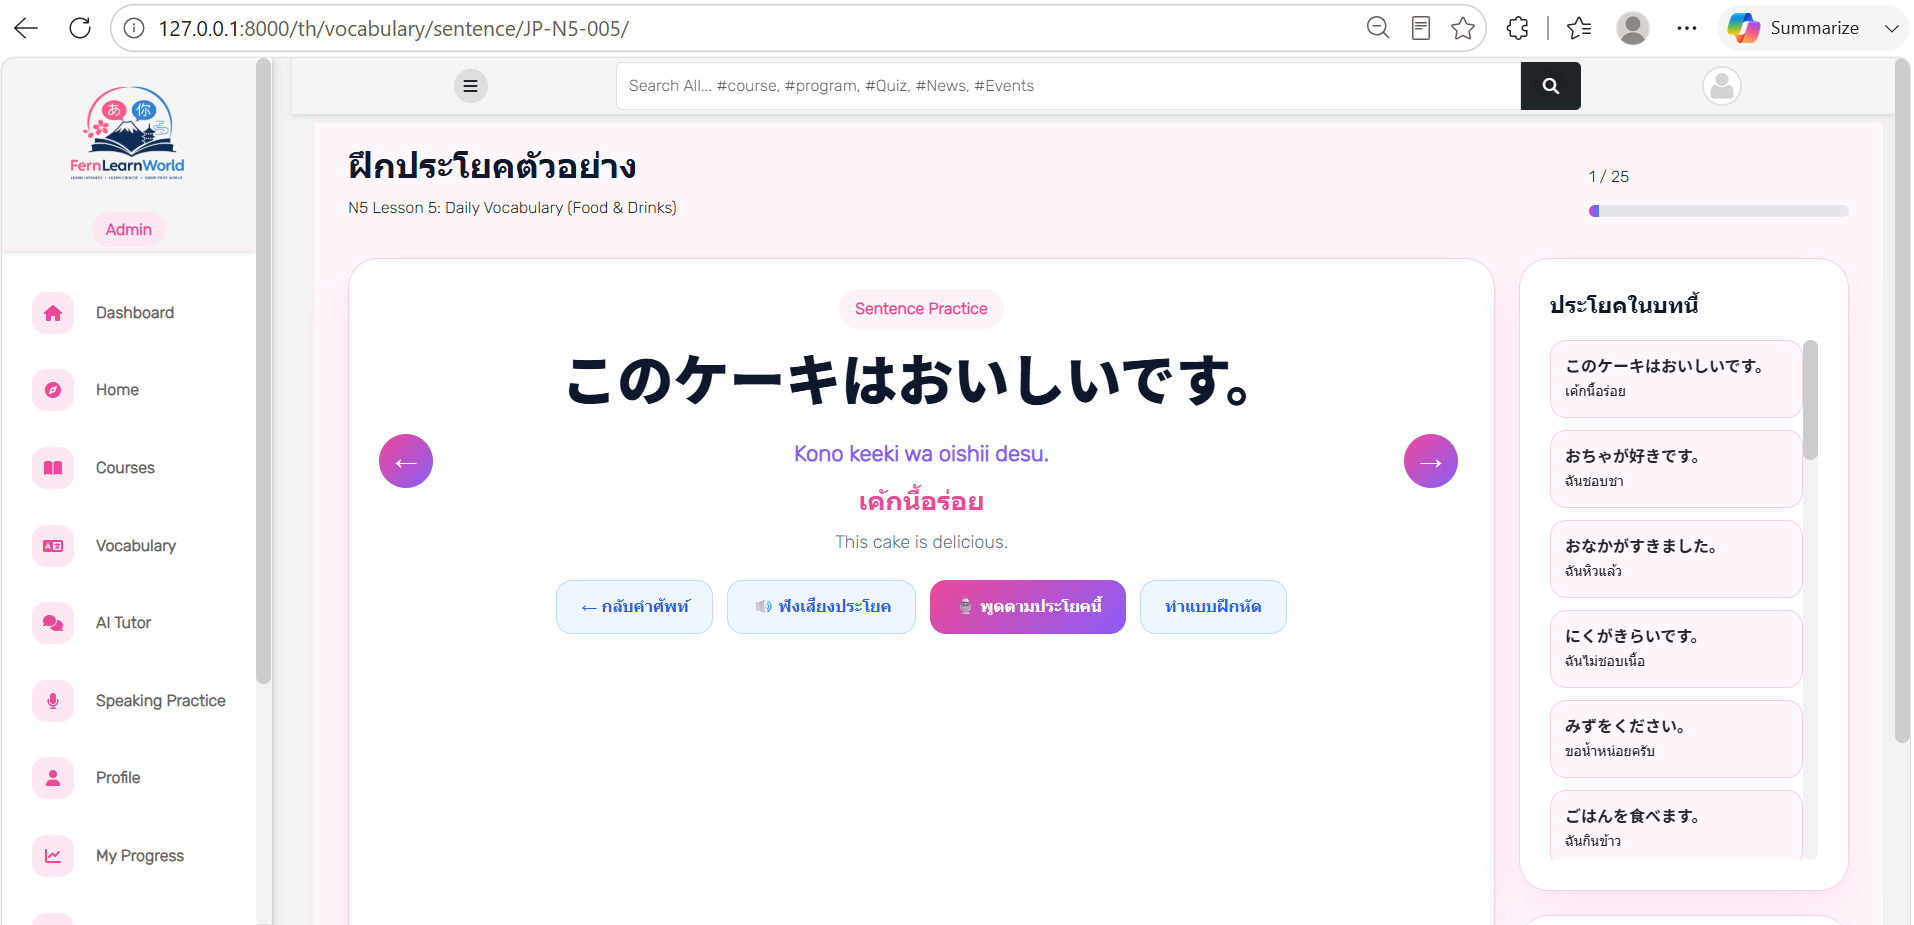 127.0.0.1:8000/th/vocabulary/sentence/JP-N5-005/
Summarize
あ 你
FernLearnWorld
LEARN JAPANESE • LEARN CHINESE • GROW YOUR WORLD
Admin
Dashboard
Home
Courses
Vocabulary
AI Tutor
Speaking Practice
Profile
My Progress
Search All... #course, #program, #Quiz, #News, #Events
ฝึกประโยคตัวอย่าง
N5 Lesson 5: Daily Vocabulary (Food & Drinks)
1 / 25
Sentence Practice
このケーキはおいしいです。
Kono keeki wa oishii desu.
เค้กนี้อร่อย
This cake is delicious.
← กลับคำศัพท์
ฟังเสียงประโยค
พูดตามประโยคนี้
ทำแบบฝึกหัด
ประโยคในบทนี้
このケーキはおいしいです。
เค้กนี้อร่อย
おちゃが好きです。
ฉันชอบชา
おなかがすきました。
ฉันหิวแล้ว
にくがきらいです。
ฉันไม่ชอบเนื้อ
みずをください。
ขอน้ำหน่อยครับ
ごはんを食べます。
ฉันกินข้าว